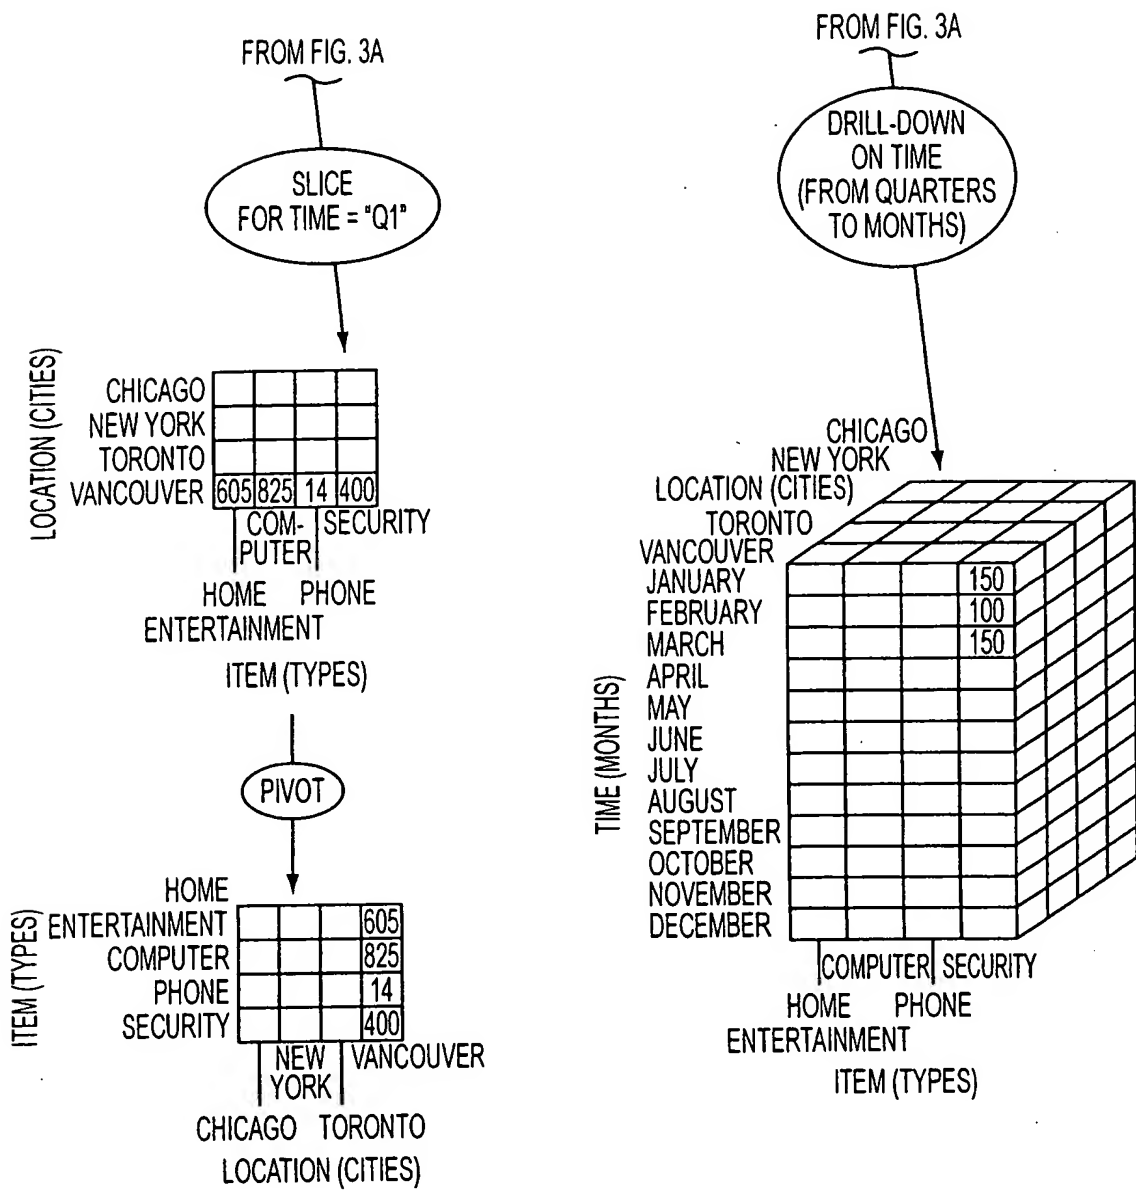 FROM FIG. 3A
SLICE
FOR TIME = "Q1"
LOCATION (CITIES)
CHICAGO
NEW YORK
TORONTO
VANCOUVER 605 825 14 400
COM- SECURITY
PUTER
HOME PHONE
ENTERTAINMENT
ITEM (TYPES)
PIVOT
ITEM (TYPES)
HOME
ENTERTAINMENT 605
COMPUTER 825
PHONE 14
SECURITY 400
NEW VANCOUVER
YORK
CHICAGO TORONTO
LOCATION (CITIES)
FROM FIG. 3A
DRILL-DOWN
ON TIME
(FROM QUARTERS
TO MONTHS)
CHICAGO
NEW YORK
LOCATION (CITIES)
TORONTO
VANCOUVER
TIME (MONTHS)
JANUARY 150
FEBRUARY 100
MARCH 150
APRIL
MAY
JUNE
JULY
AUGUST
SEPTEMBER
OCTOBER
NOVEMBER
DECEMBER
COMPUTER SECURITY
HOME PHONE
ENTERTAINMENT
ITEM (TYPES)